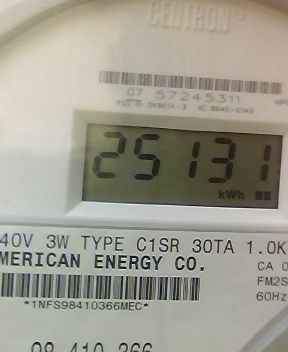 CENTRON®
07 57245311
25131
kWh
40V 3W TYPE C1SR 30TA 1.0K
MERICAN ENERGY CO.
CA 0
FM2S
60Hz
*1NFS98410366MEC*
98 410 366